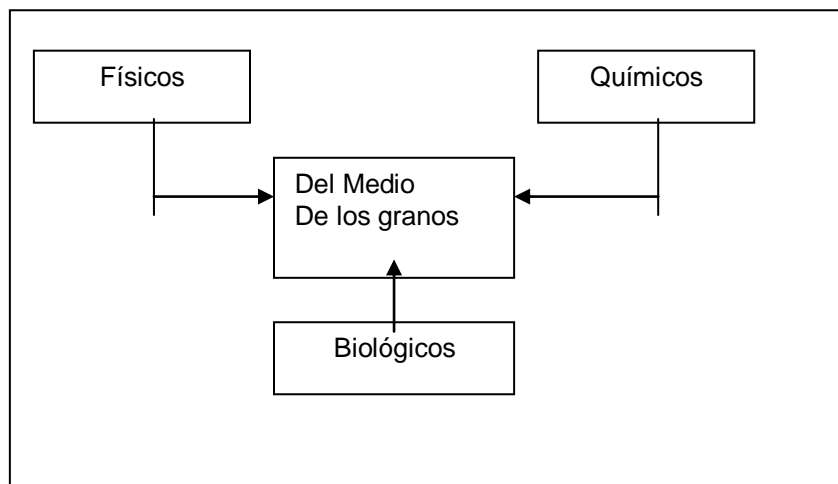 Físicos
Químicos
Del Medio
De los granos
Biológicos